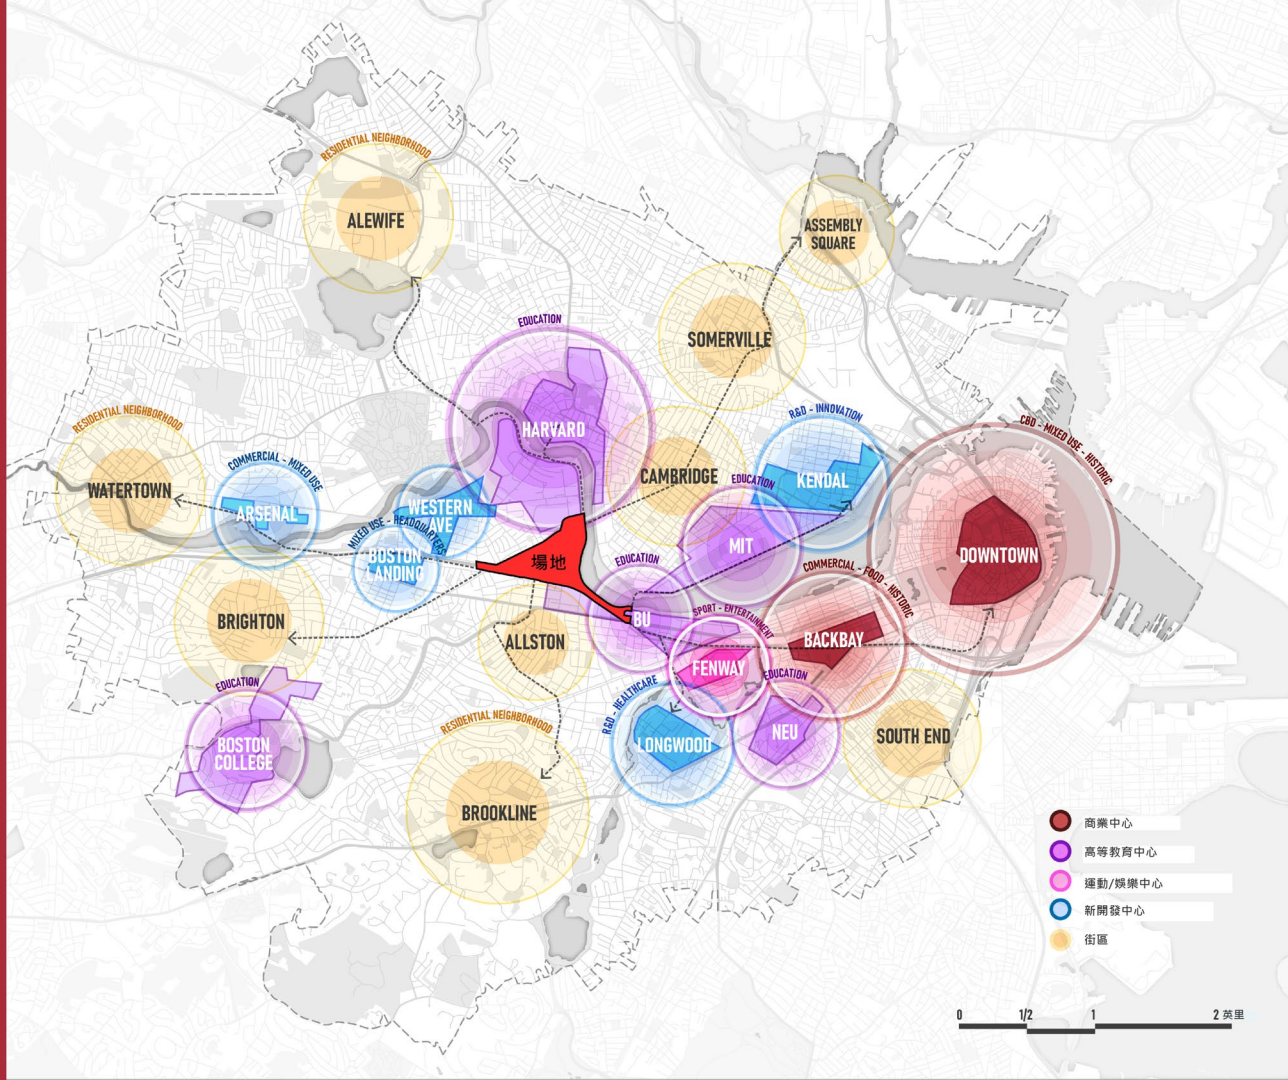 RESIDENTIAL NEIGHBORHOOD
ALEWIFE
ASSEMBLY
SQUARE
EDUCATION
SOMERVILLE
RESIDENTIAL NEIGHBORHOOD
WATERTOWN
COMMERCIAL - MIXED USE
ARSENAL
HARVARD
R&D - INNOVATION
KENDAL
CAMBRIDGE
CBD - MIXED USE - HISTORIC
DOWNTOWN
WESTERN
AVE
MIXED USE - HEADQUARTERS
BOSTON
LANDING
EDUCATION
MIT
場地
EDUCATION
BU
COMMERCIAL - FOOD - HISTORIC
BACKBAY
BRIGHTON
ALLSTON
SPORT - ENTERTAINMENT
FENWAY
EDUCATION
BOSTON
COLLEGE
RESIDENTIAL NEIGHBORHOOD
BROOKLINE
R&D - HEALTHCARE
LONGWOOD
EDUCATION
NEU
SOUTH END
商業中心
高等教育中心
運動/娛樂中心
新開發中心
街區
0 1/2 1 2 英里